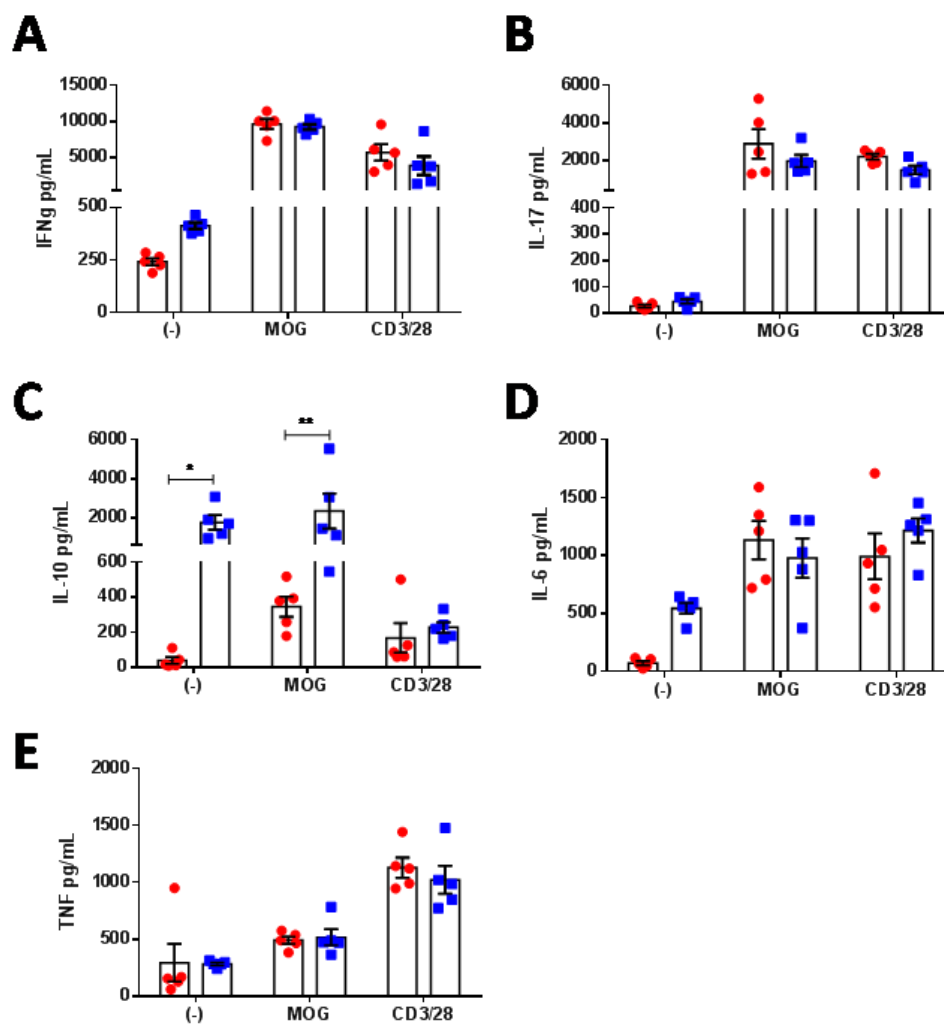 A
IFNg pg/mL
15000
10000
5000
500
250
0
(-) MOG CD3/28
B
IL-17 pg/mL
6000
4000
2000
400
300
200
100
0
(-) MOG CD3/28
C
IL-10 pg/mL
6000
4000
2000
600
400
200
0
* **
(-) MOG CD3/28
D
IL-6 pg/mL
2000
1500
1000
500
0
(-) MOG CD3/28
E
TNF pg/mL
2000
1500
1000
500
0
(-) MOG CD3/28